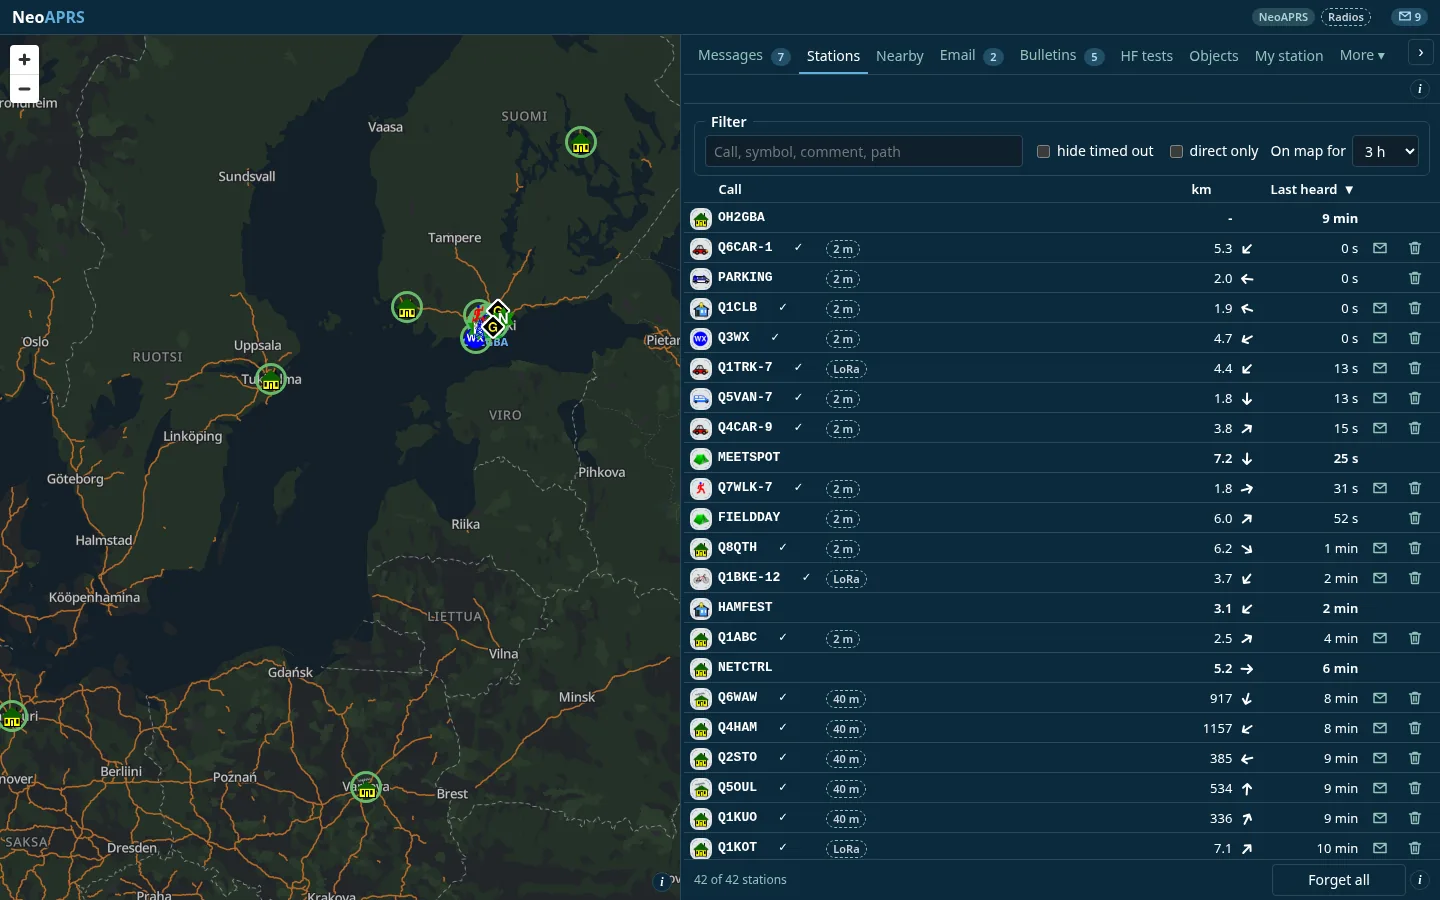 NeoAPRS
NeoAPRS Radios 9
Messages 7 Stations Nearby Email 2 Bulletins 5 HF tests Objects My station More ▾ ›
i
Filter
Call, symbol, comment, path hide timed out direct only On map for 3 h
Call km Last heard ▼
OH2GBA - 9 min
Q6CAR-1 ✓ 2 m 5.3 0 s
PARKING 2 m 2.0 0 s
Q1CLB ✓ 2 m 1.9 0 s
Q3WX ✓ 2 m 4.7 0 s
Q1TRK-7 ✓ LoRa 4.4 13 s
Q5VAN-7 ✓ 2 m 1.8 13 s
Q4CAR-9 ✓ 2 m 3.8 15 s
MEETSPOT 7.2 25 s
Q7WLK-7 ✓ 2 m 1.8 31 s
FIELDDAY 2 m 6.0 52 s
Q8QTH ✓ 2 m 6.2 1 min
Q1BKE-12 ✓ LoRa 3.7 2 min
HAMFEST 3.1 2 min
Q1ABC ✓ 2 m 2.5 4 min
NETCTRL 5.2 6 min
Q6WAW ✓ 40 m 917 8 min
Q4HAM ✓ 40 m 1157 8 min
Q2STO ✓ 40 m 385 9 min
Q5OUL ✓ 40 m 534 9 min
Q1KUO ✓ 40 m 336 9 min
Q1KOT ✓ LoRa 7.1 10 min
42 of 42 stations Forget all i
+
−
Vaasa
SUOMI
Sundsvall
Tampere
G
N
G
WX
Oslo
Uppsala
RUOTSI
Linköping
VIRO
Göteborg
Pihkova
Riika
Halmstad
Kööpenhamina
LIETTUA
Vilna
Gdańsk
Minsk
Berliini
Poznań
Brest
SAKSA
Dresden
Praha
Krakova
i